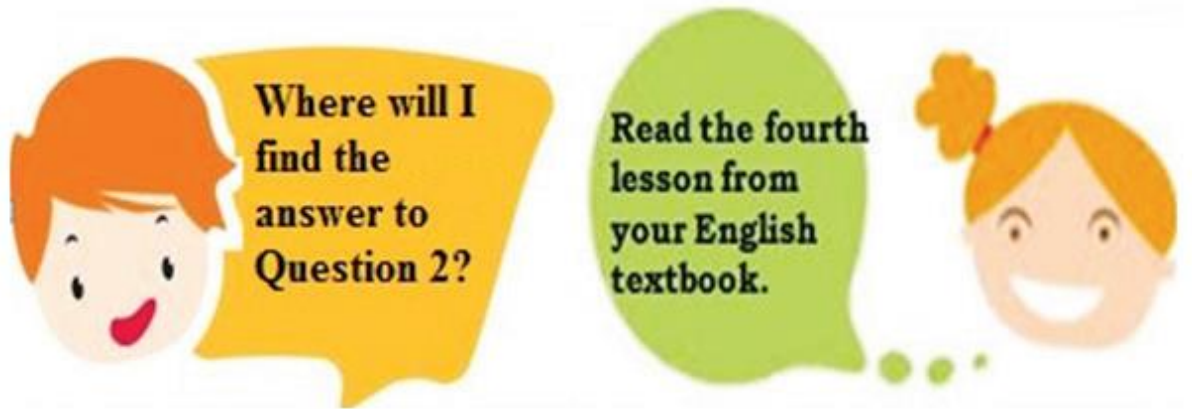 Where will I
find the
answer to
Question 2?
Read the fourth
lesson from
your English
textbook.